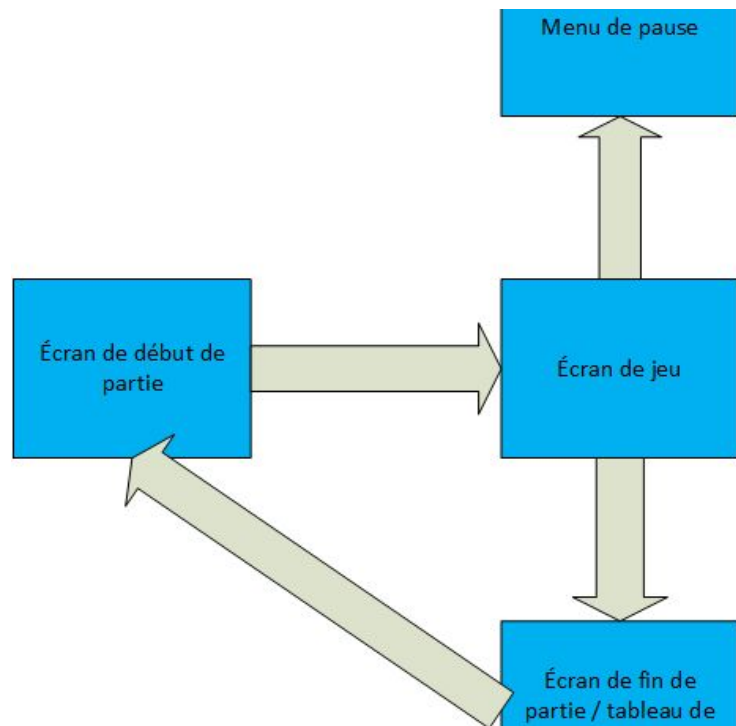 Menu de pause
Écran de début de
partie
Écran de jeu
Écran de fin de
partie / tableau de